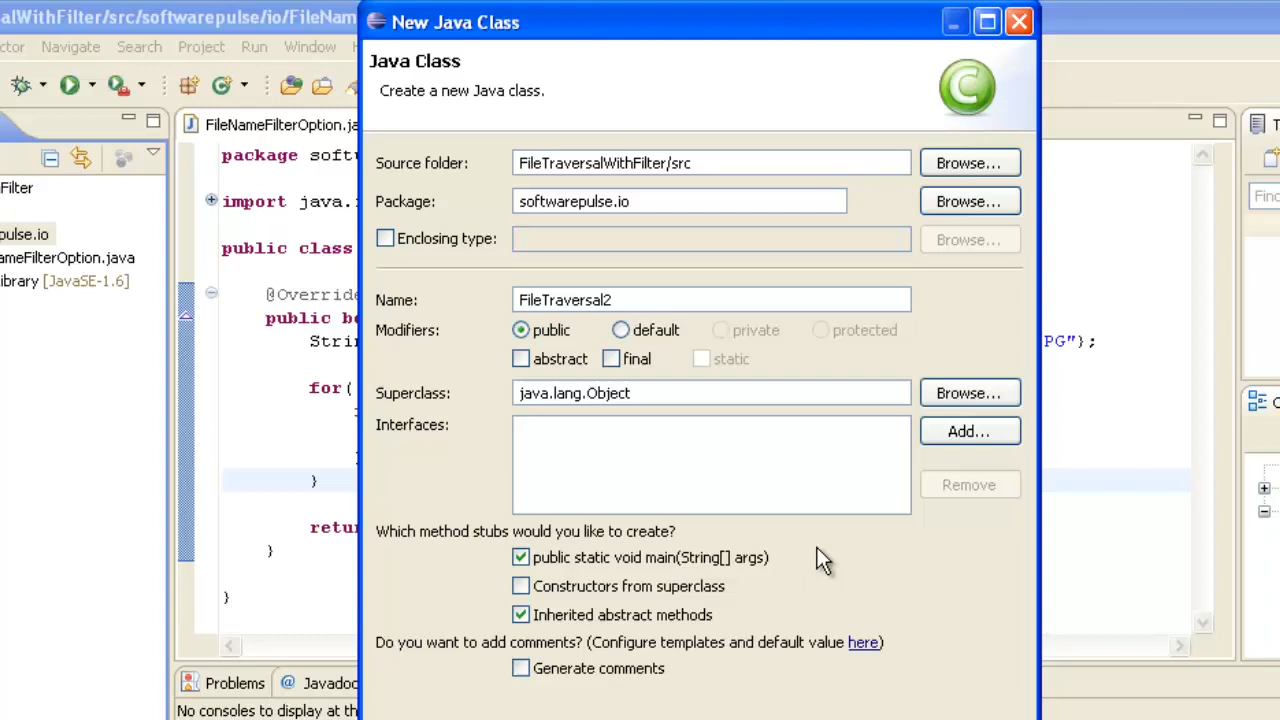 alWithFilter/src/softwarepulse/io/FileNam
New Java Class
ctor Navigate Search Project Run Window
Java Class
Create a new Java class.
FileNameFilterOption.ja
Source folder: FileTraversalWithFilter/src Browse...
package softw
Filter
Package: softwarepulse.io Browse...
import java.i
Find
pulse.io
Enclosing type: Browse...
public class
ameFilterOption.java
ibrary [JavaSE-1.6]
@Override
Name: FileTraversal2
public bo
Modifiers: public default private protected
Strin
PG"};
abstract final static
for(
Superclass: java.lang.Object Browse...
Interfaces: Add...
}
Remove
retur
Which method stubs would you like to create?
}
public static void main(String[] args)
Constructors from superclass
}
Inherited abstract methods
Do you want to add comments? (Configure templates and default value here)
Generate comments
Problems @ Javadoc
No consoles to display at th